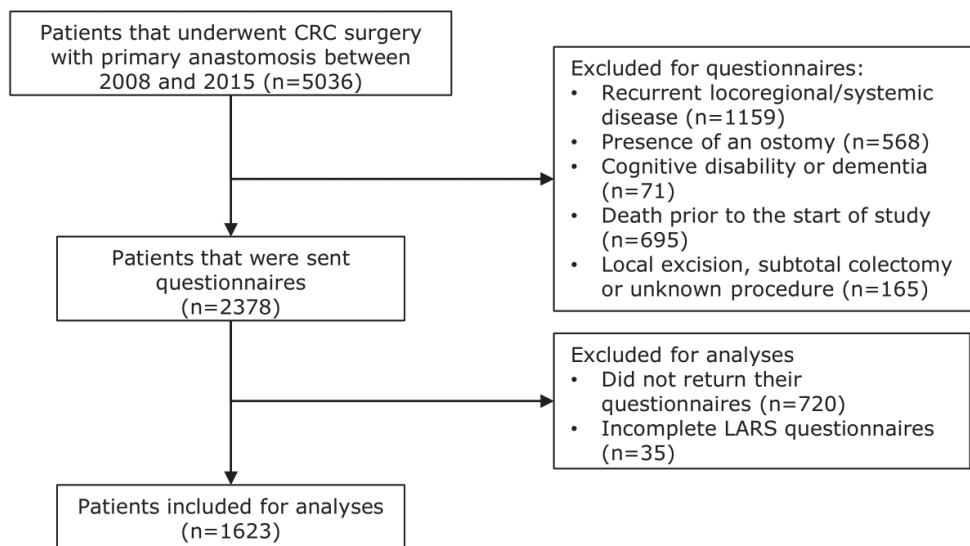 Patients that underwent CRC surgery
with primary anastomosis between
2008 and 2015 (n=5036)
Excluded for questionnaires:
• Recurrent locoregional/systemic
disease (n=1159)
• Presence of an ostomy (n=568)
• Cognitive disability or dementia
(n=71)
• Death prior to the start of study
(n=695)
• Local excision, subtotal colectomy
or unknown procedure (n=165)
Patients that were sent
questionnaires
(n=2378)
Excluded for analyses
• Did not return their
questionnaires (n=720)
• Incomplete LARS questionnaires
(n=35)
Patients included for analyses
(n=1623)